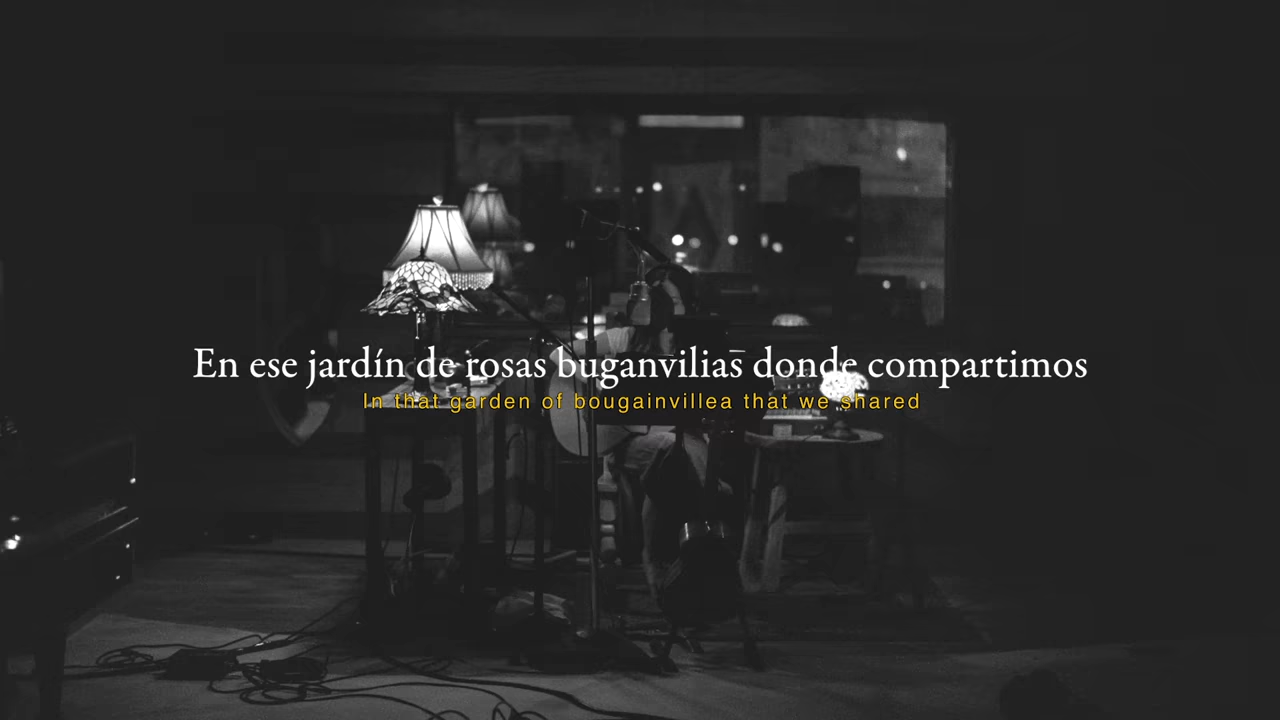 En ese jardín de rosas buganvilias donde compartimos
In that garden of bougainvillea that we shared